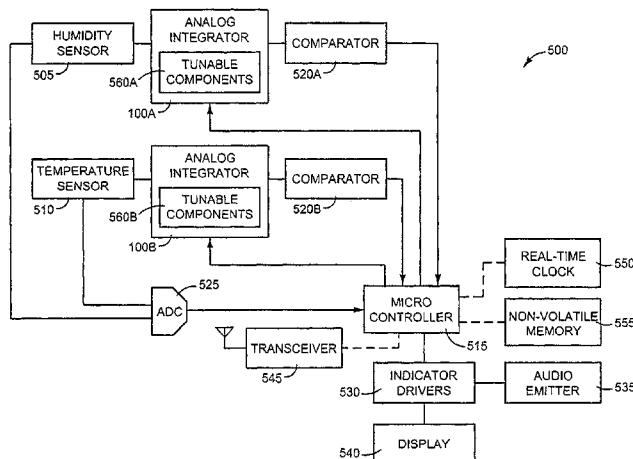 HUMIDITY
SENSOR
505
ANALOG
INTEGRATOR
560A
TUNABLE
COMPONENTS
100A
COMPARATOR
520A
500
TEMPERATURE
SENSOR
510
ANALOG
INTEGRATOR
560B
TUNABLE
COMPONENTS
100B
COMPARATOR
520B
525
ADC
MICRO
CONTROLLER
515
REAL-TIME
CLOCK
550
NON-VOLATILE
MEMORY
555
TRANSCEIVER
545
INDICATOR
DRIVERS
530
AUDIO
EMITTER
535
DISPLAY
540